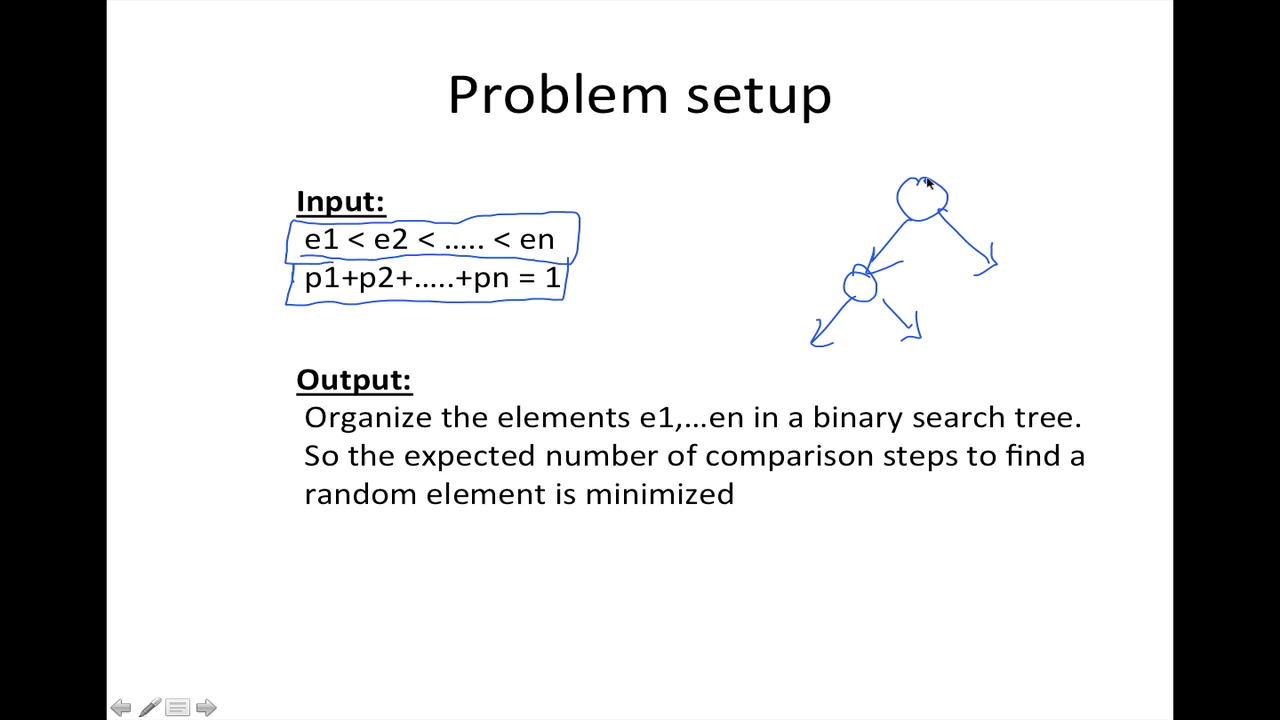 Problem setup
Input:
e1 < e2 < ..... < en
p1+p2+.....+pn = 1
Output:
Organize the elements e1,...en in a binary search tree.
So the expected number of comparison steps to find a
random element is minimized